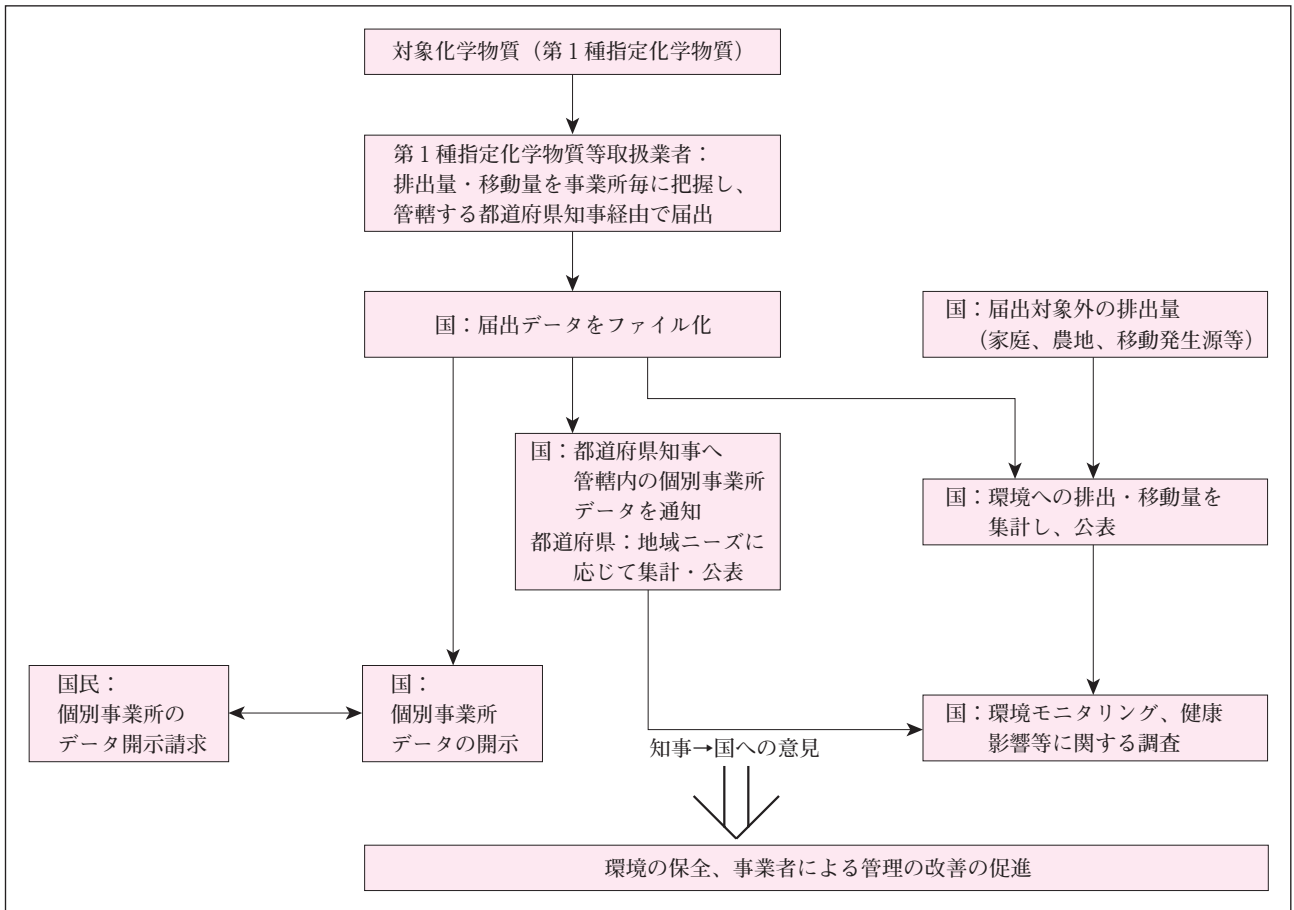 対象化学物質（第1種指定化学物質）
第1種指定化学物質等取扱業者：
排出量・移動量を事業所毎に把握し、
管轄する都道府県知事経由で届出
国：届出データをファイル化
国：届出対象外の排出量
（家庭、農地、移動発生源等）
国：都道府県知事へ
管轄内の個別事業所
データを通知
都道府県：地域ニーズに
応じて集計・公表
国：環境への排出・移動量を
集計し、公表
国民：
個別事業所の
データ開示請求
国：
個別事業所
データの開示
国：環境モニタリング、健康
影響等に関する調査
知事→国への意見
環境の保全、事業者による管理の改善の促進